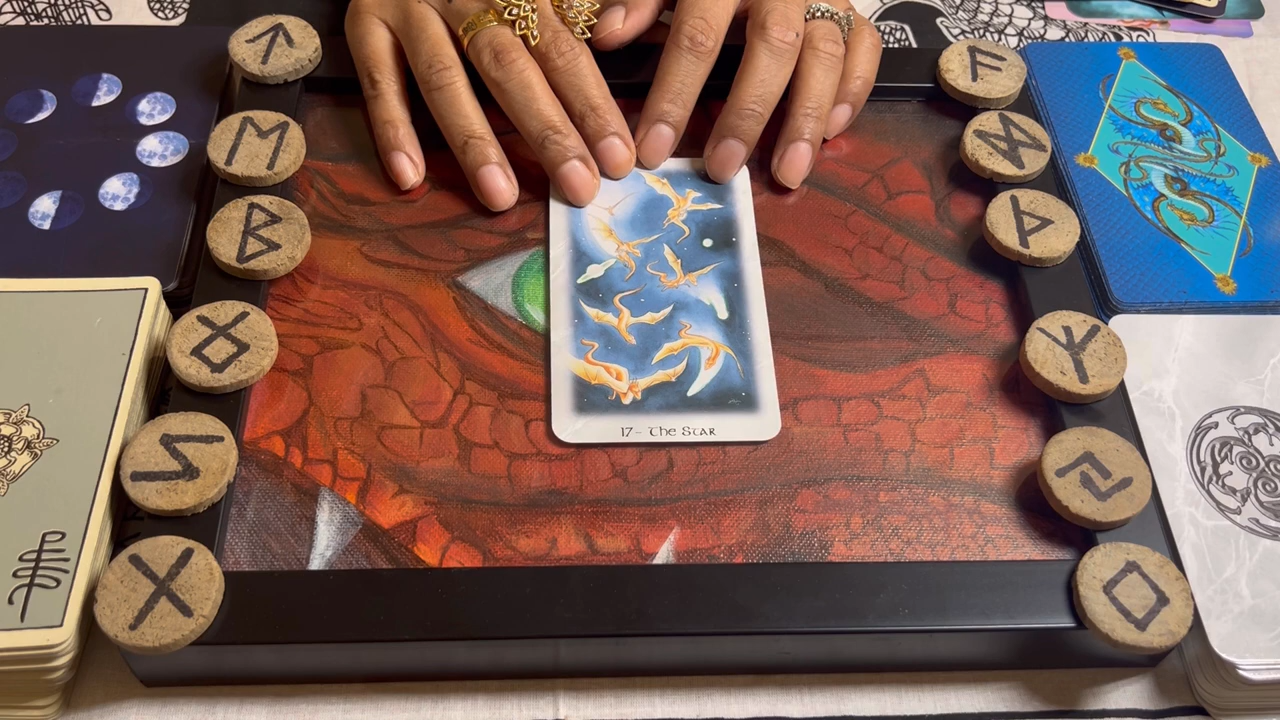 ᛏ
ᛖ
ᛒ
ᛟ
ᛊ
ᚷ
17- The Star
ᚨ
ᛞ
ᚦ
ᛉ
ᛃ
ᛜ